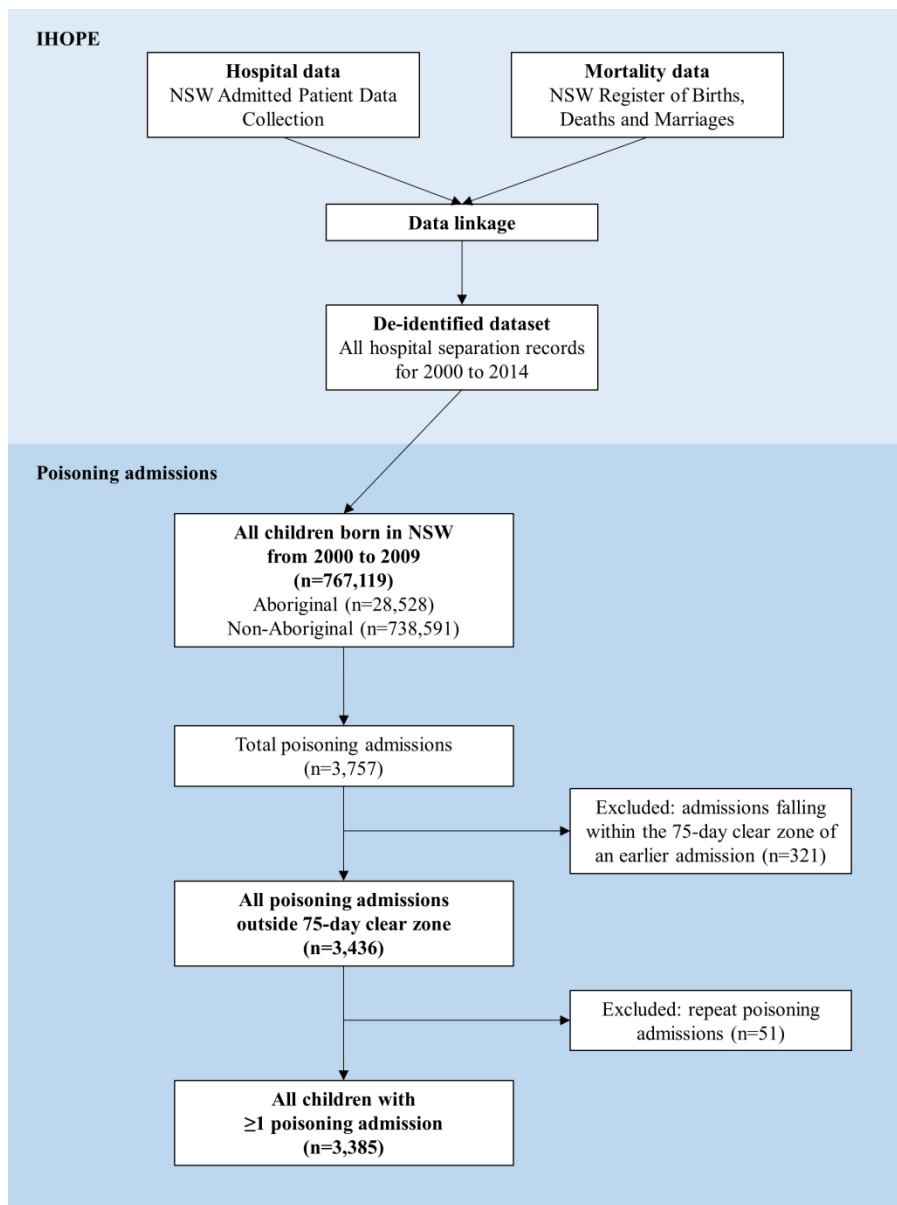 IHOPE
Hospital data
NSW Admitted Patient Data
Collection
Mortality data
NSW Register of Births,
Deaths and Marriages
Data linkage
De-identified dataset
All hospital separation records
for 2000 to 2014
Poisoning admissions
All children born in NSW
from 2000 to 2009
(n=767,119)
Aboriginal (n=28,528)
Non-Aboriginal (n=738,591)
Total poisoning admissions
(n=3,757)
Excluded: admissions falling
within the 75-day clear zone of
an earlier admission (n=321)
All poisoning admissions
outside 75-day clear zone
(n=3,436)
Excluded: repeat poisoning
admissions (n=51)
All children with
≥1 poisoning admission
(n=3,385)